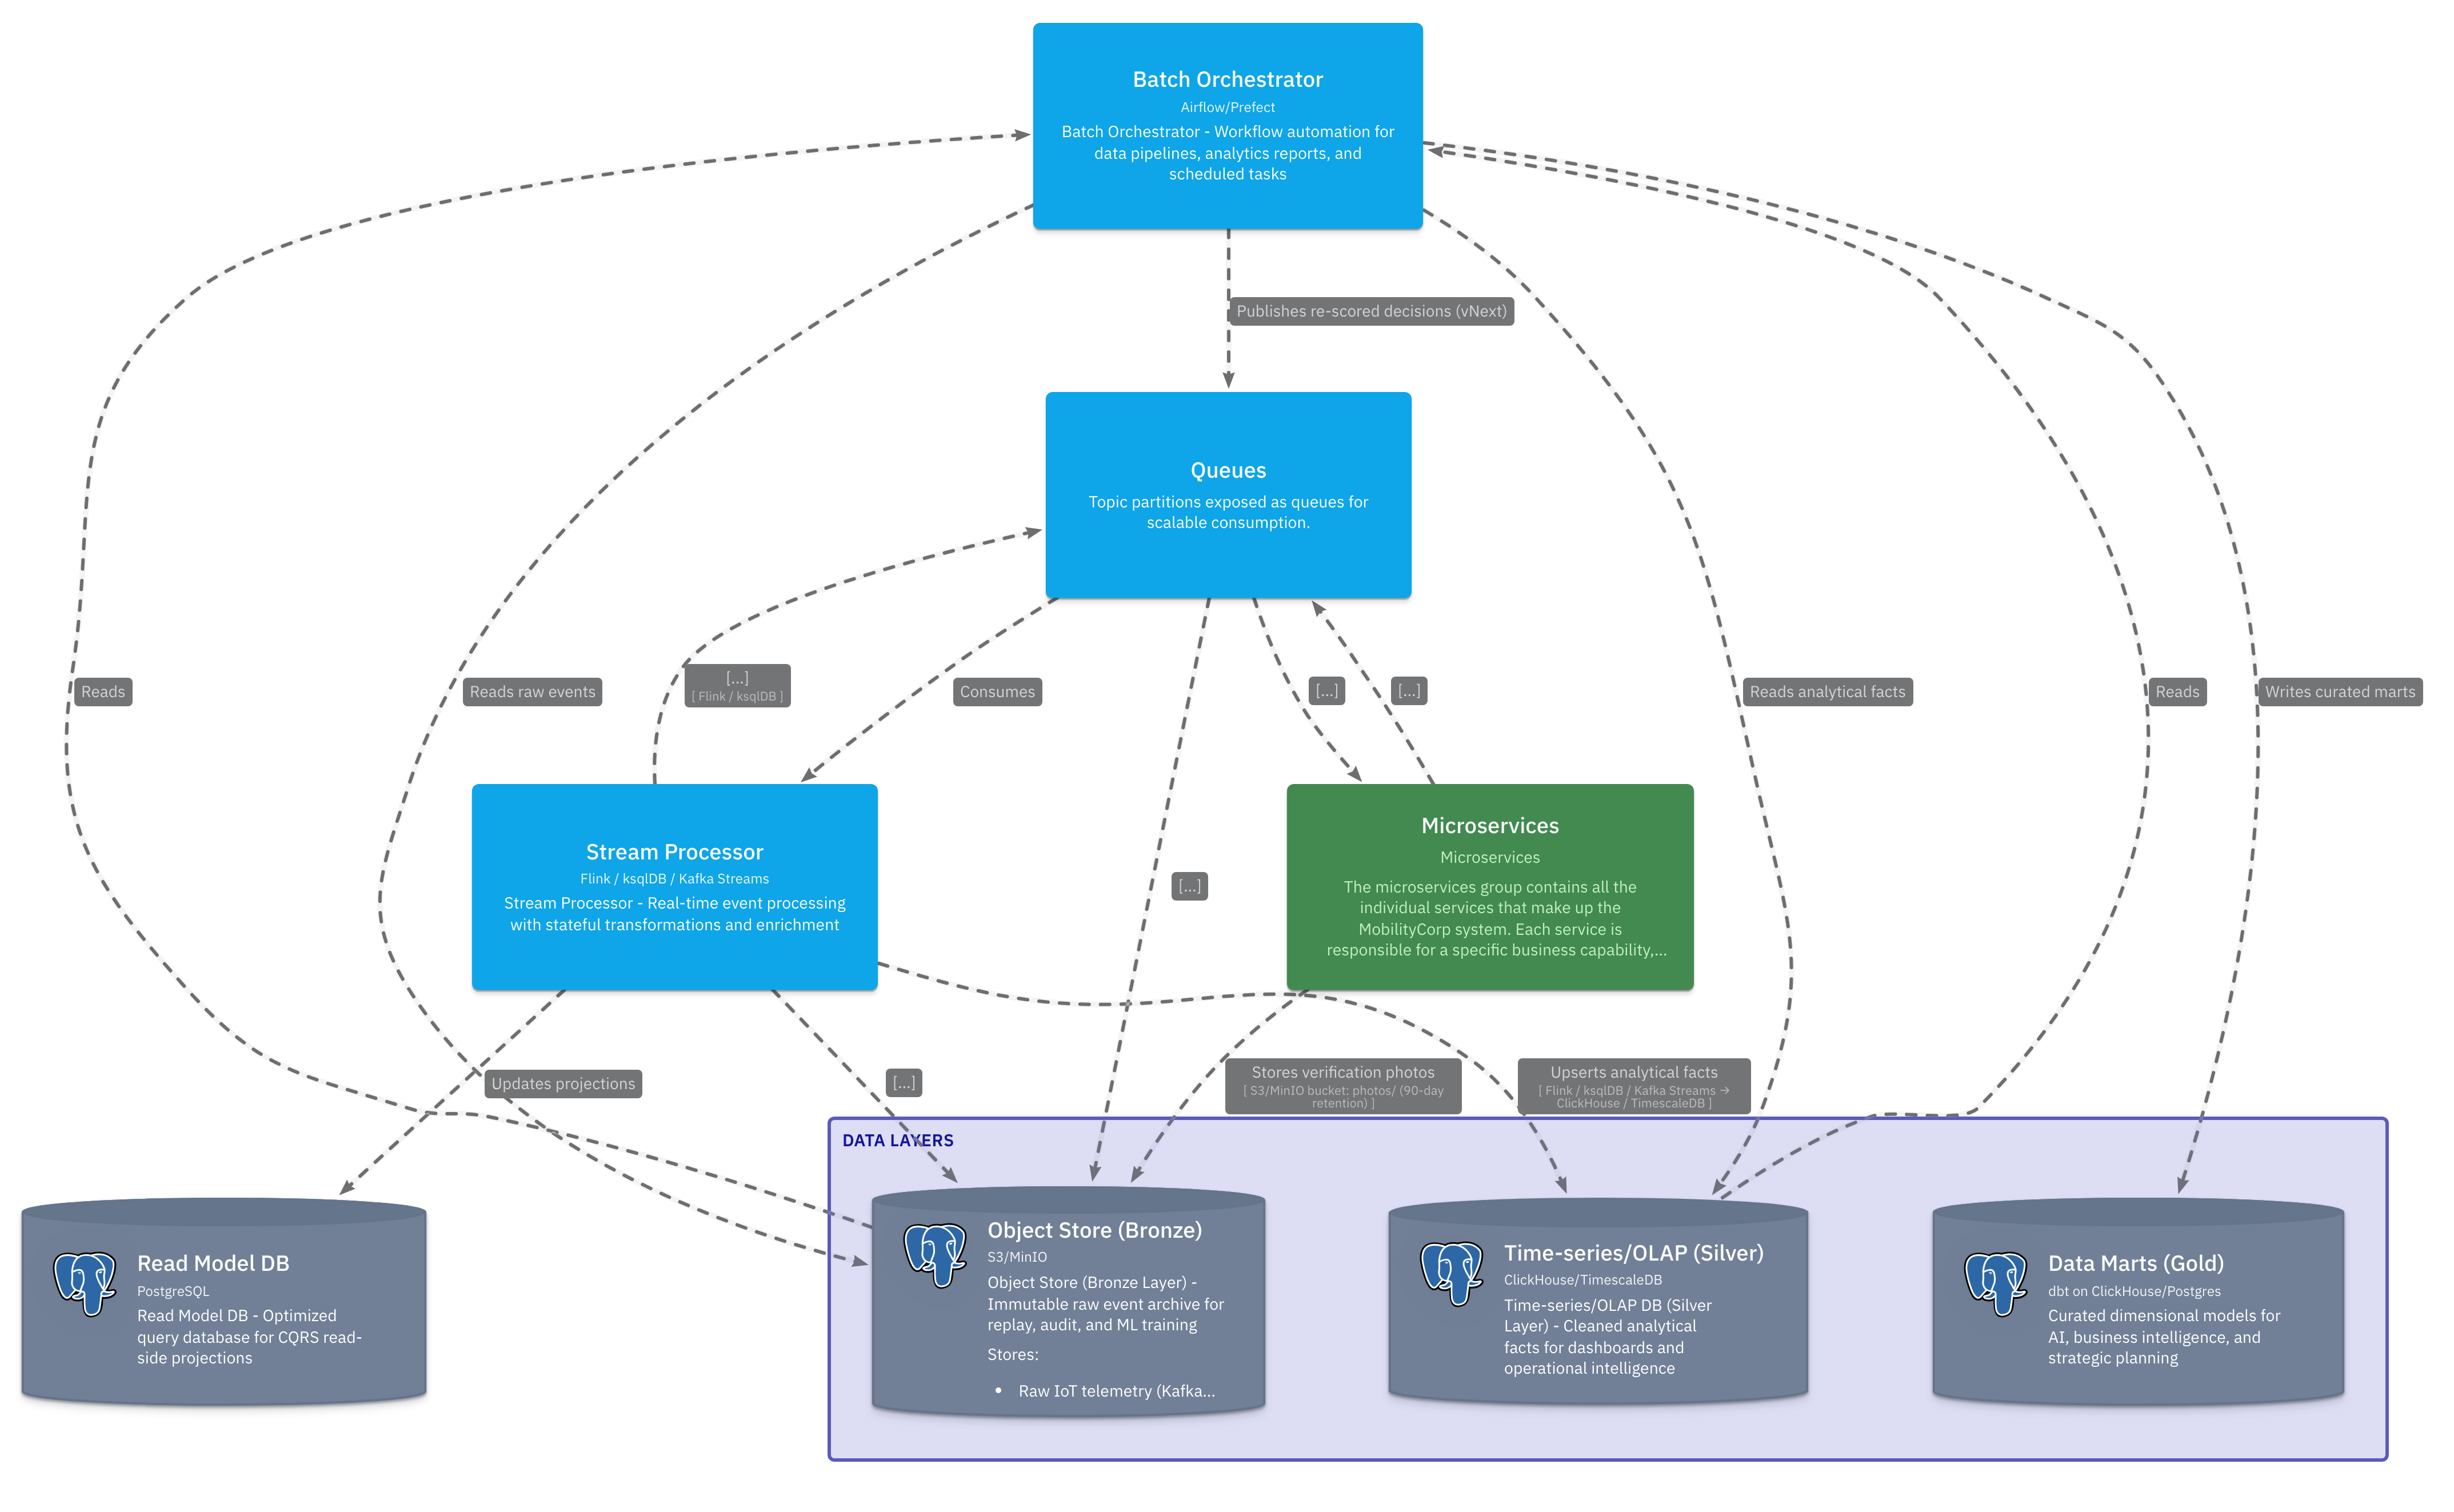 Batch Orchestrator
Airflow/Prefect
Batch Orchestrator - Workflow automation for
data pipelines, analytics reports, and
scheduled tasks
Publishes re-scored decisions (vNext)
Queues
Topic partitions exposed as queues for
scalable consumption.
Reads
Reads raw events
[...]
[ Flink / ksqlDB ]
Consumes
[...]
[...]
Reads analytical facts
Reads
Writes curated marts
Stream Processor
Flink / ksqlDB / Kafka Streams
Stream Processor - Real-time event processing
with stateful transformations and enrichment
Microservices
Microservices
The microservices group contains all the
individual services that make up the
MobilityCorp system. Each service is
responsible for a specific business capability,...
[...]
Updates projections
[...]
Stores verification photos
[ S3/MinIO bucket: photos/ (90-day
retention) ]
Upserts analytical facts
[ Flink / ksqlDB / Kafka Streams →
ClickHouse / TimescaleDB ]
DATA LAYERS
Read Model DB
PostgreSQL
Read Model DB - Optimized
query database for CQRS read-
side projections
Object Store (Bronze)
S3/MinIO
Object Store (Bronze Layer) -
Immutable raw event archive for
replay, audit, and ML training
Stores:
• Raw IoT telemetry (Kafka...
Time-series/OLAP (Silver)
ClickHouse/TimescaleDB
Time-series/OLAP DB (Silver
Layer) - Cleaned analytical
facts for dashboards and
operational intelligence
Data Marts (Gold)
dbt on ClickHouse/Postgres
Curated dimensional models for
AI, business intelligence, and
strategic planning